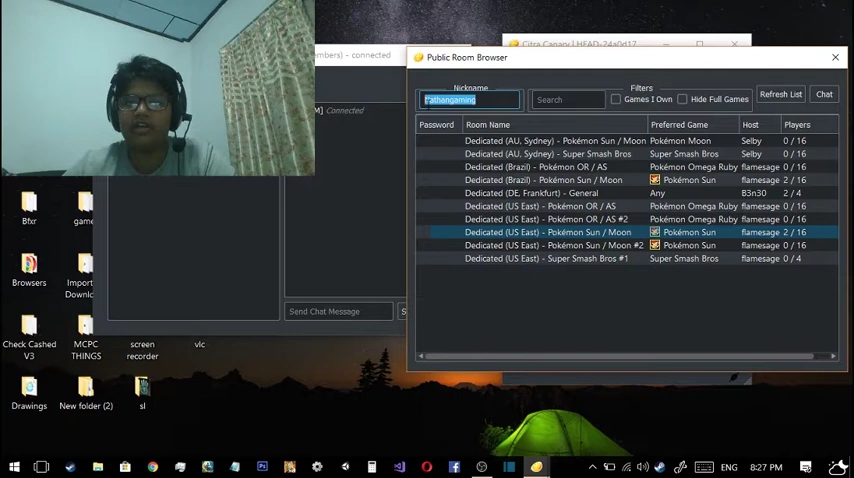 members) - connected
Citra Canary | HEAD-24a0d17
Public Room Browser
Nickname
Filters
fathangaming
Search
Games I Own
Hide Full Games
Refresh List
Chat
M] Connected
Password
Room Name
Preferred Game
Host
Players
Dedicated (AU, Sydney) - Pokémon Sun / Moon Pokémon Moon Selby 0 / 16
Dedicated (AU, Sydney) - Super Smash Bros Super Smash Bros Selby 0 / 16
Dedicated (Brazil) - Pokémon OR / AS Pokémon Omega Ruby flamesage 0 / 16
Dedicated (Brazil) - Pokémon Sun / Moon Pokémon Sun flamesage 2 / 16
Dedicated (DE, Frankfurt) - General Any B3n30 2 / 4
Dedicated (US East) - Pokémon OR / AS Pokémon Omega Ruby flamesage 0 / 16
Dedicated (US East) - Pokémon OR / AS #2 Pokémon Omega Ruby flamesage 0 / 16
Dedicated (US East) - Pokémon Sun / Moon Pokémon Sun flamesage 2 / 16
Dedicated (US East) - Pokémon Sun / Moon #2 Pokémon Sun flamesage 0 / 16
Dedicated (US East) - Super Smash Bros #1 Super Smash Bros flamesage 0 / 4
Send Chat Message
S
Bfxr
game
Browsers
Import
Downlo
Check Cashed
V3
MCPC
THINGS
screen
recorder
vlc
Drawings
New folder (2)
sl
ENG
8:27 PM